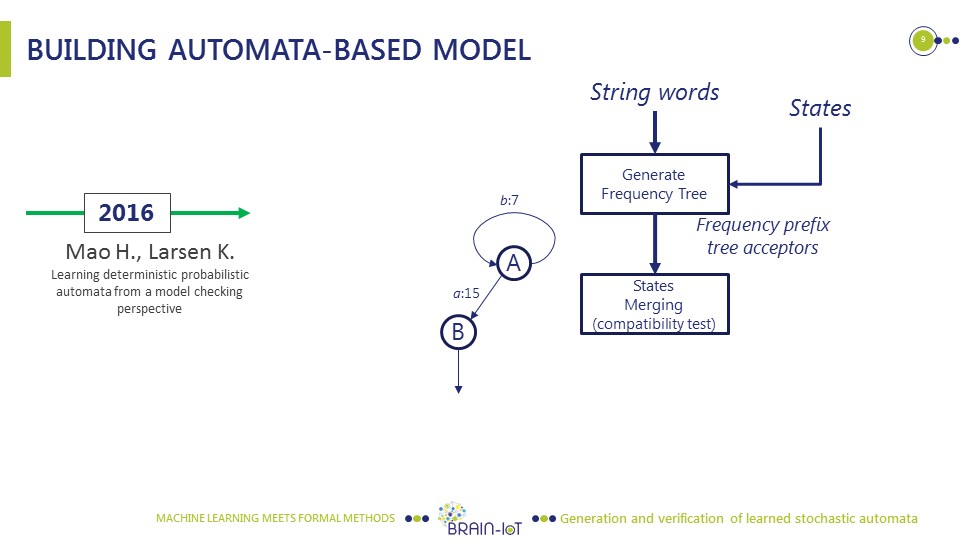 BUILDING AUTOMATA-BASED MODEL
9
String words
States
Generate
Frequency Tree
2016
Mao H., Larsen K.
Learning deterministic probabilistic
automata from a model checking
perspective
b:7
A
a:15
B
Frequency prefix
tree acceptors
States
Merging
(compatibility test)
MACHINE LEARNING MEETS FORMAL METHODS
BRAIN-IoT
Generation and verification of learned stochastic automata